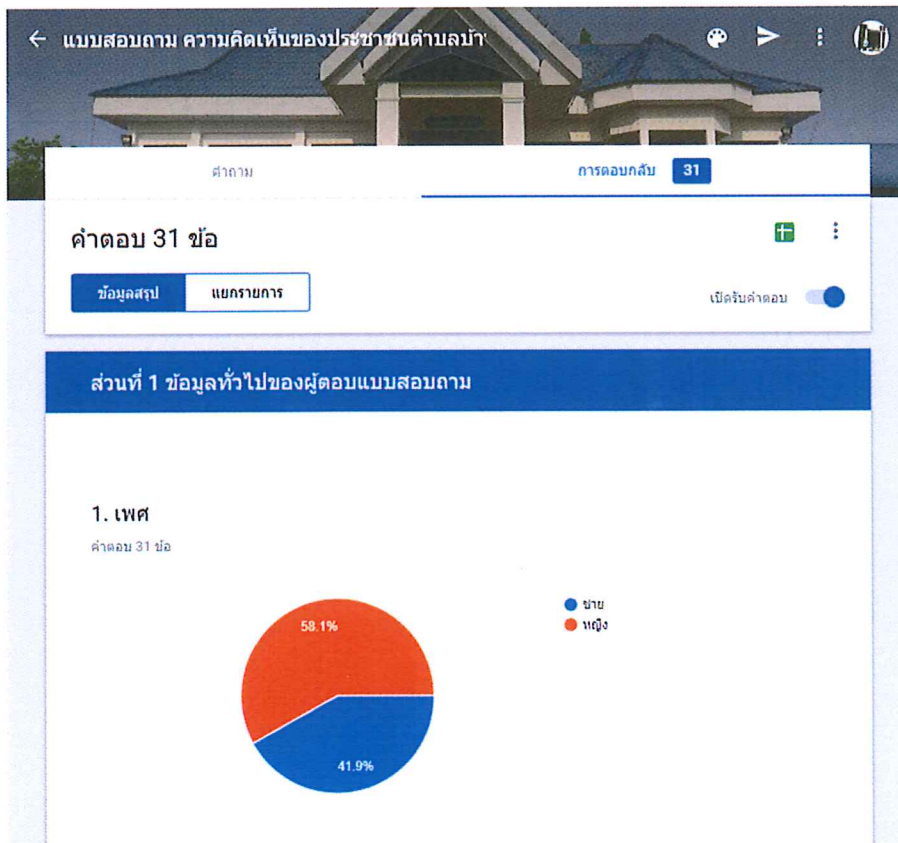 แบบสอบถาม ความคิดเห็นของประชาชนตำบลบ้า
คำถาม
การตอบกลับ 31
คำตอบ 31 ข้อ
ข้อมูลสรุป แยกรายการ
เปิดรับคำตอบ
ส่วนที่ 1 ข้อมูลทั่วไปของผู้ตอบแบบสอบถาม
1. เพศ
คำตอบ 31 ข้อ
58.1%
41.9%
ชาย
หญิง